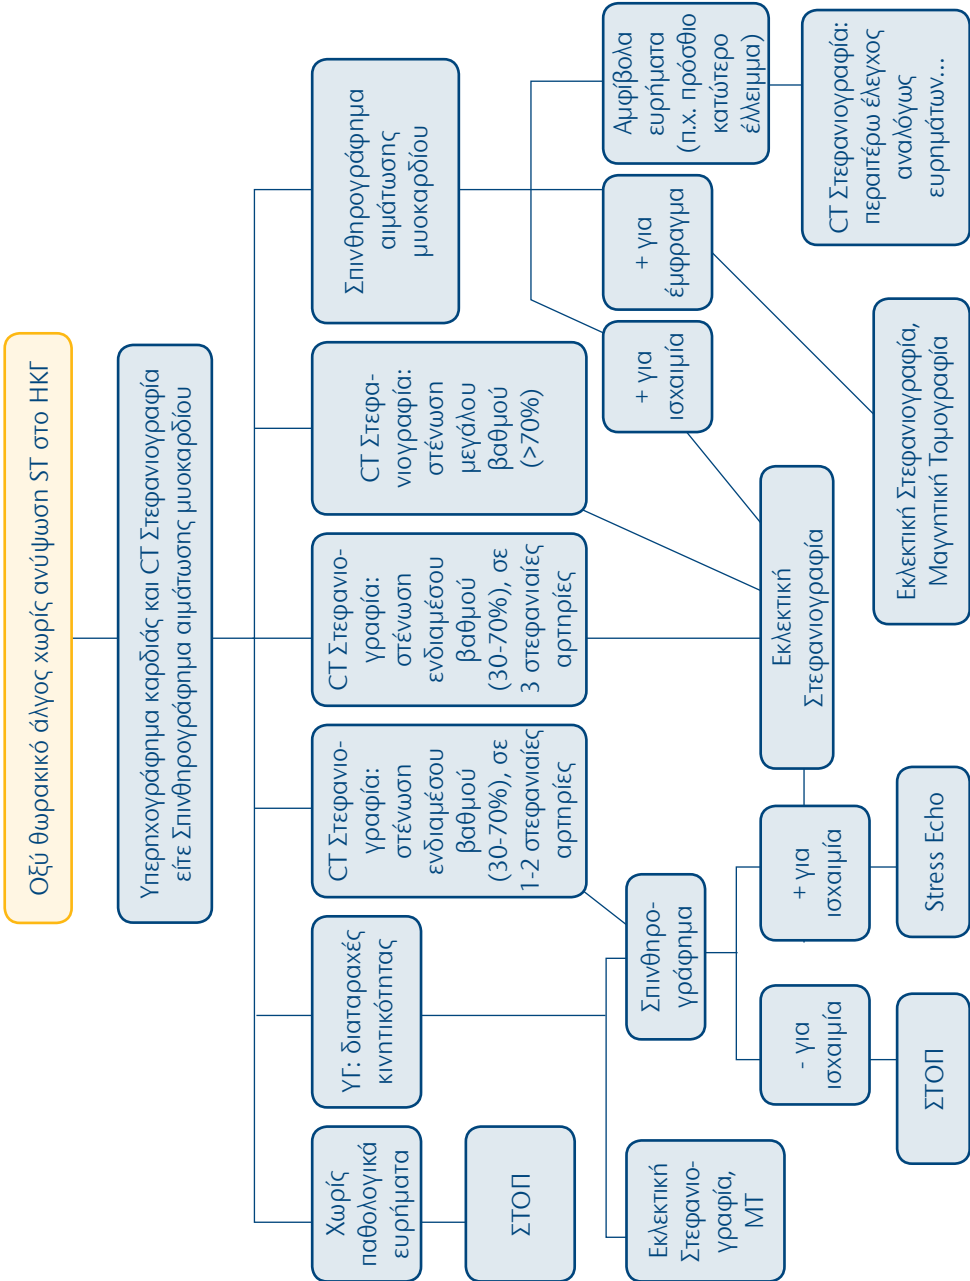 Οξύ θωρακικό άλγος χωρίς ανύψωση ST στο ΗΚΓ
Υπερηχογράφημα καρδιάς και CT Στεφανιογραφία
είτε Σπινθηρογράφημα αιμάτωσης μυοκαρδίου
Χωρίς
παθολογικά
ευρήματα
ΥΓ: διαταραχές
κινητικότητας
CT Στεφανιο-
γραφία:
στένωση
ενδιαμέσου
βαθμού
(30-70%), σε
1-2 στεφανιαίες
αρτηρίες
CT Στεφανιο-
γραφία:
στένωση
ενδιαμέσου
βαθμού
(30-70%), σε
3 στεφανιαίες
αρτηρίες
CT Στεφα-
νιογραφία:
στένωση
μεγάλου
βαθμού
(>70%)
Σπινθηρογράφημα
αιμάτωσης
μυοκαρδίου
ΣΤΟΠ
Εκλεκτική
Στεφανιο-
γραφία,
ΜΤ
Σπινθηρο-
γράφημα
+ για
ισχαιμία
+ για
έμφραγμα
Αμφίβολα
ευρήματα
(π.χ. πρόσθιο
κατώτερο
έλλειμμα)
- για
ισχαιμία
+ για
ισχαιμία
Εκλεκτική
Στεφανιογραφία
CT Στεφανιογραφία:
περαιτέρω έλεγχος
αναλόγως
ευρημάτων...
ΣΤΟΠ
Stress Echo
Εκλεκτική Στεφανιογραφία,
Μαγνητική Τομογραφία